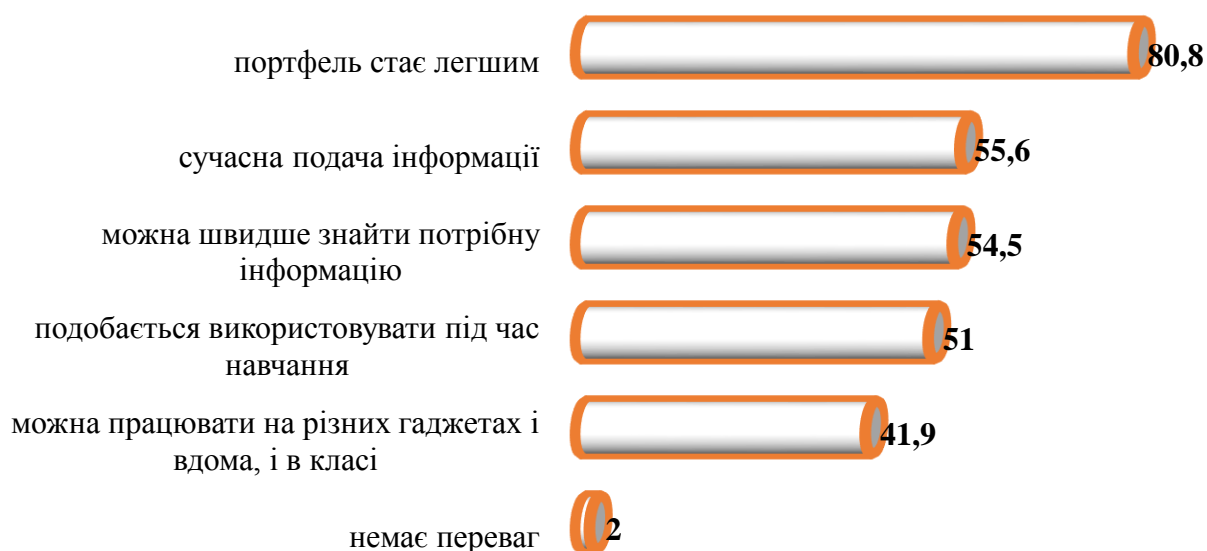 портфель стає легшим
80,8
сучасна подача інформації
55,6
можна швидше знайти потрібну
інформацію
54,5
подобається використовувати під час
навчання
51
можна працювати на різних гаджетах і
вдома, і в класі
41,9
немає переваг
2